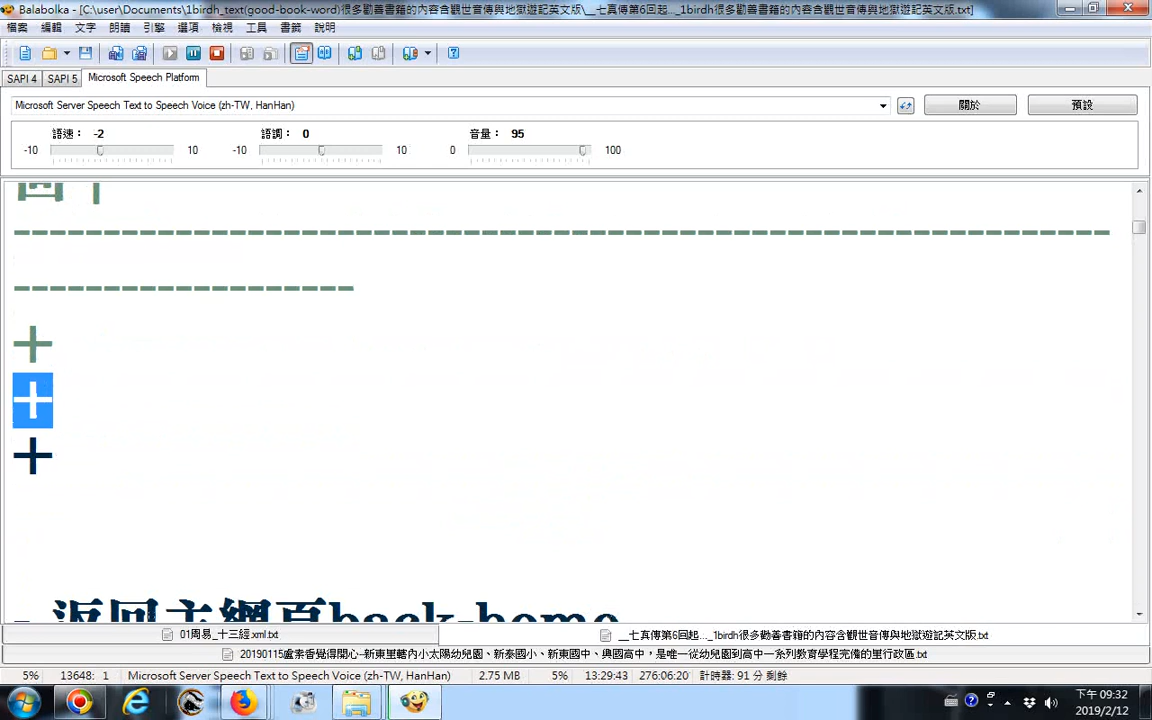 Balabolka - [C:\user\Documents\1birdh_text(good-book-word)很多勸善書籍的內容含觀世音傳與地獄遊記英文版\__七真傳第6回起..._1birdh很多勸善書籍的內容含觀世音傳與地獄遊記英文版.txt]
檔案 編輯 文字 朗讀 引擎 選項 檢視 工具 書籤 說明
SAPI 4 SAPI 5 Microsoft Speech Platform
Microsoft Server Speech Text to Speech Voice (zh-TW, HanHan) 關於 預設
語速： -2 語調： 0 音量： 95
-10 10 -10 10 0 100
------------------------------------------------------------
-------------------
+
+
+
- 返回主網頁back-home
01周易_十三經.xml.txt __七真傳第6回起..._1birdh很多勸善書籍的內容含觀世音傳與地獄遊記英文版.txt
20190115盧素香覺得開心-新東里轄內小太陽幼兒園、新泰國小、新東國中、興國高中，是唯一從幼兒園到高中一系列教育學程完備的里行政區.txt
5% 13648: 1 Microsoft Server Speech Text to Speech Voice (zh-TW, HanHan) 2.75 MB 5% 13:29:43 276:06:20 計時器: 91 分 剩餘
下午 09:32
2019/2/12